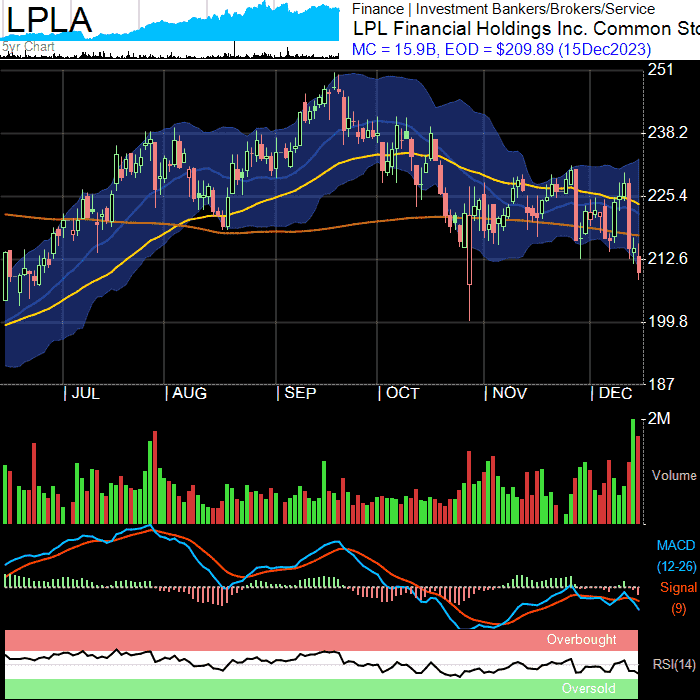 LPLA
5yr Chart
Finance | Investment Bankers/Brokers/Service
LPL Financial Holdings Inc. Common Sto
MC = 15.9B, EOD = $209.89 (15Dec2023)
251
238.2
225.4
212.6
199.8
187
| JUL | AUG | SEP | OCT | NOV | DEC
2M
Volume
MACD
(12-26)
Signal
(9)
Overbought
RSI(14)
Oversold